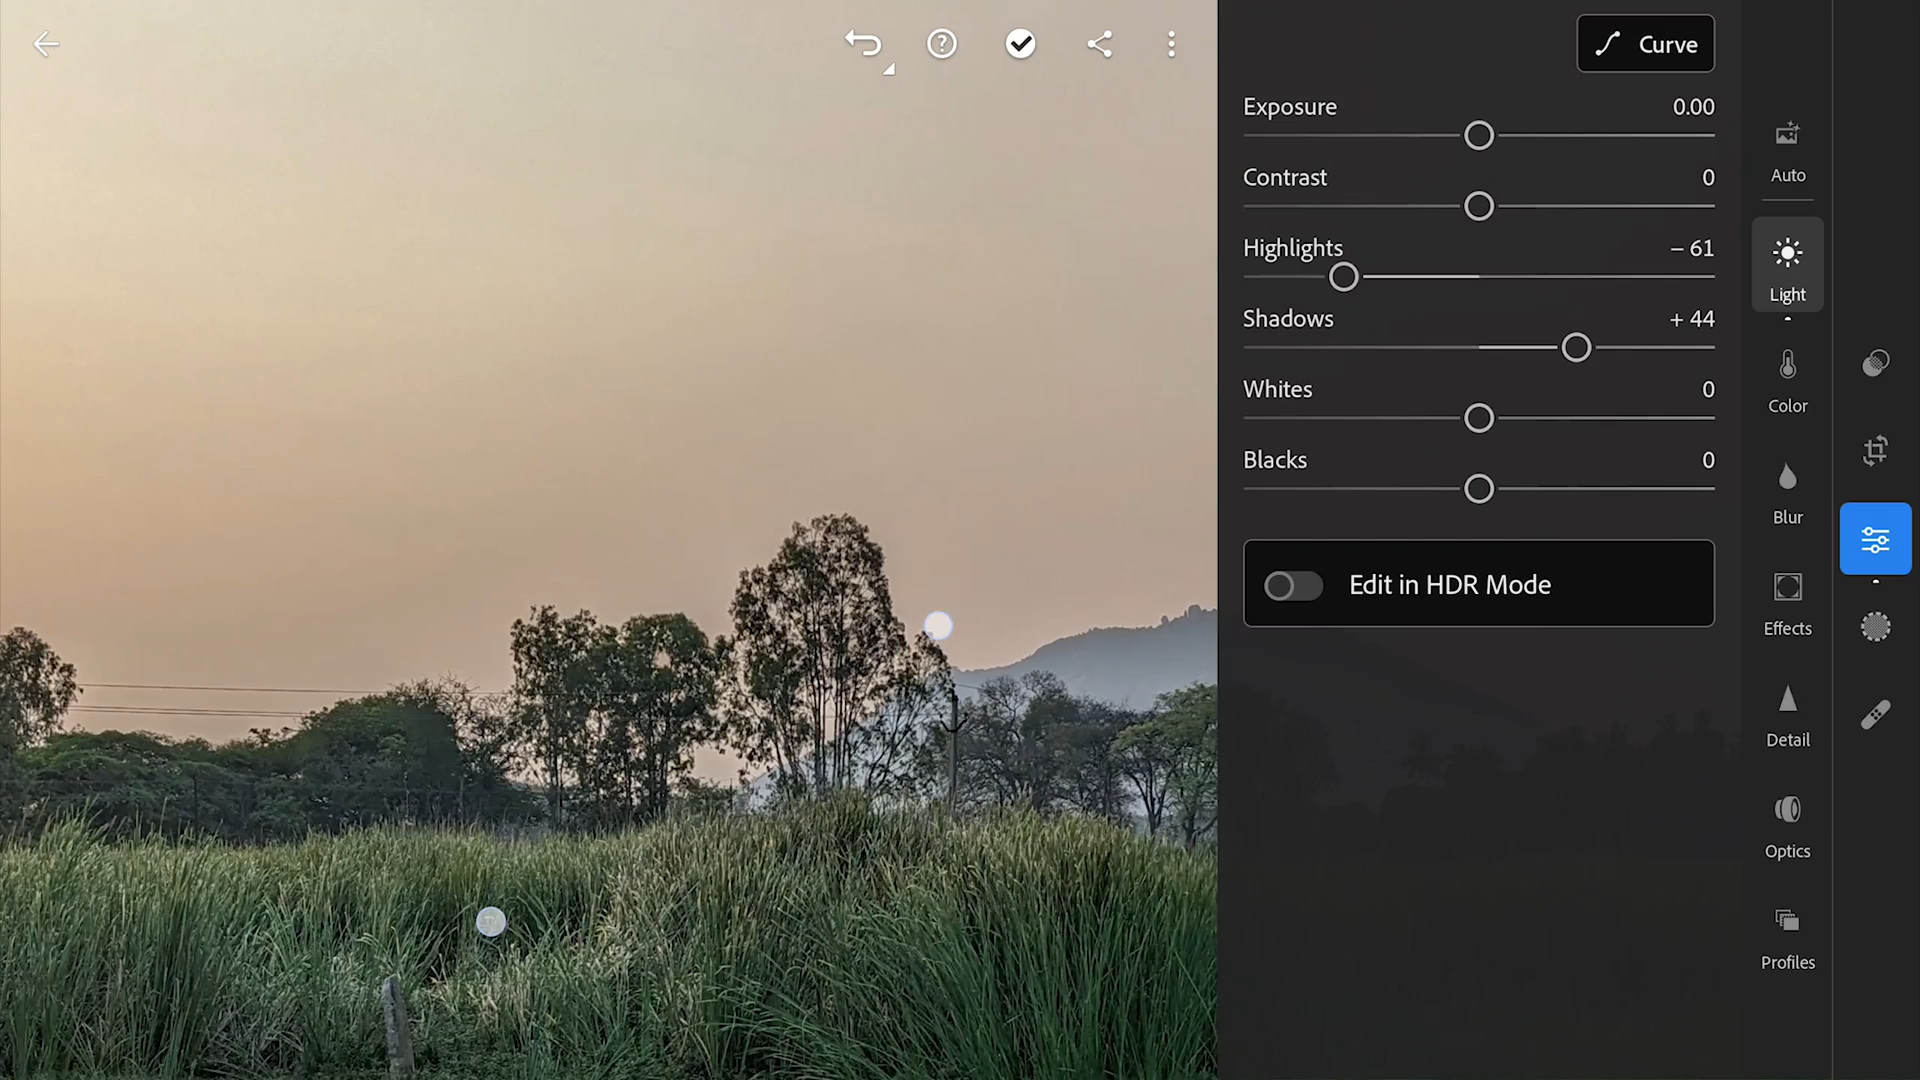 Curve
Exposure 0.00
Contrast 0
Highlights – 61
Shadows + 44
Whites 0
Blacks 0
Edit in HDR Mode
Auto
Light
Color
Blur
Effects
Detail
Optics
Profiles